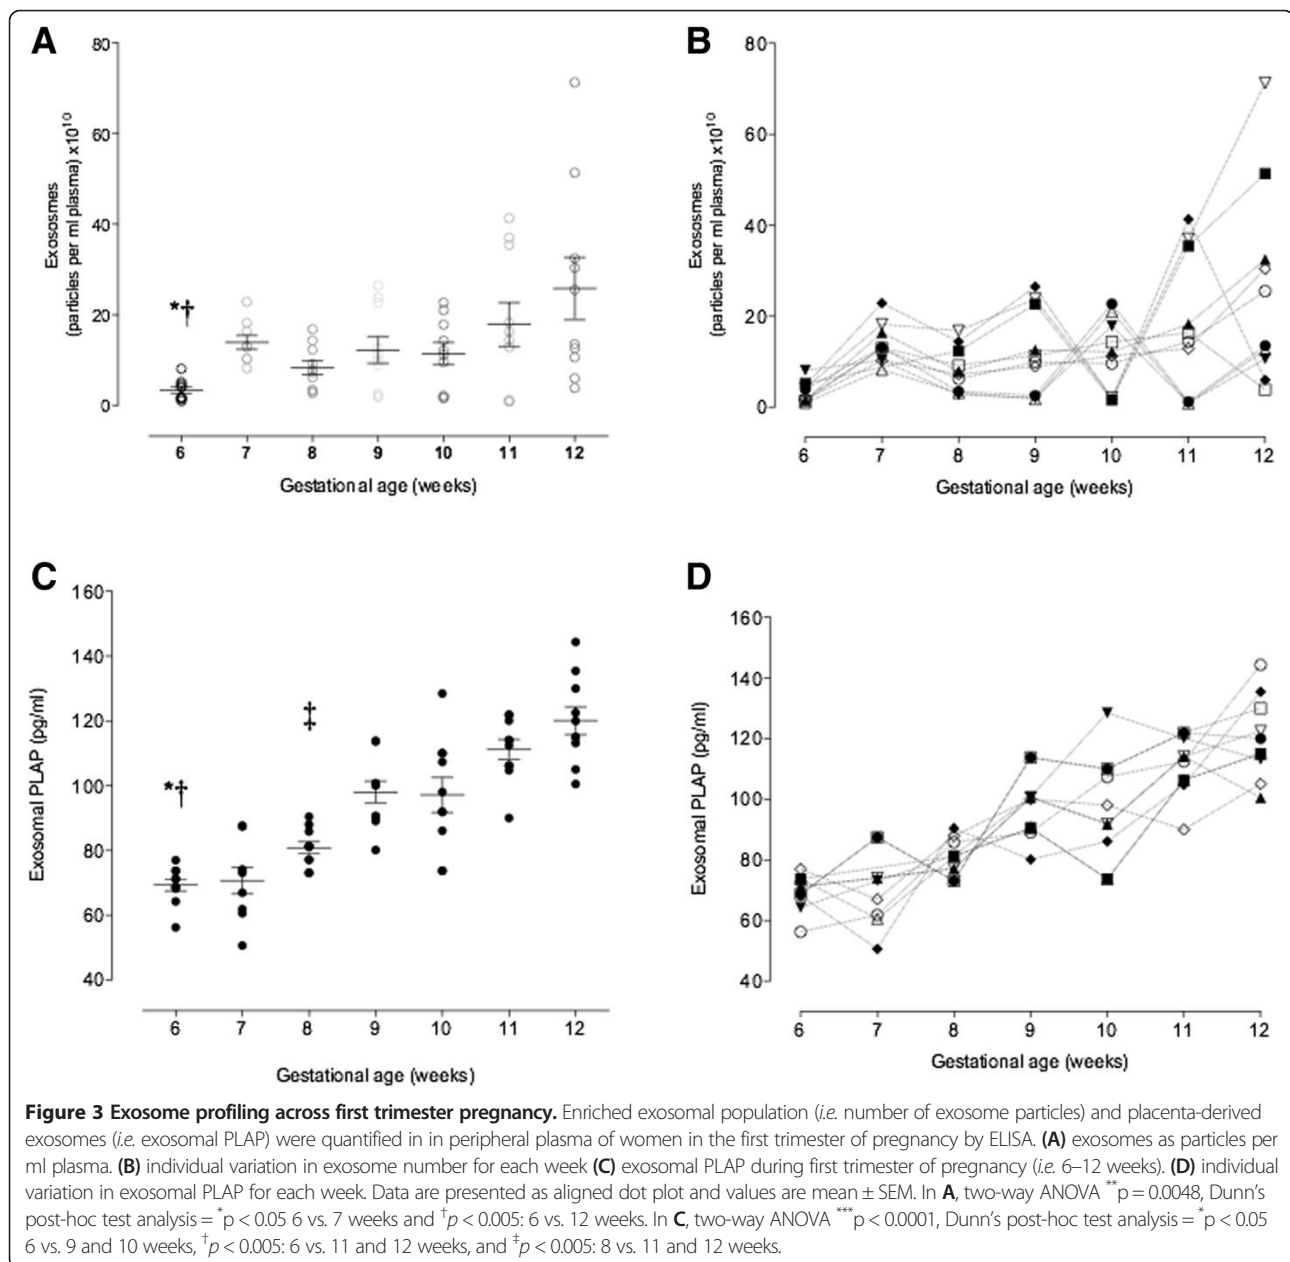 A
80
60
40
20
0
Exososmes
(particles per ml plasma) x10¹⁰
*†
6 7 8 9 10 11 12
Gestational age (weeks)
B
80
60
40
20
0
Exososmes
(particles per ml plasma) x10¹⁰
6 7 8 9 10 11 12
Gestational age (weeks)
C
160
140
120
100
80
60
40
Exosomal PLAP (pg/ml)
*†
‡
6 7 8 9 10 11 12
Gestational age (weeks)
D
160
140
120
100
80
60
40
Exosomal PLAP (pg/ml)
6 7 8 9 10 11 12
Gestational age (weeks)
Figure 3 Exosome profiling across first trimester pregnancy. Enriched exosomal population (i.e. number of exosome particles) and placenta-derived
exosomes (i.e. exosomal PLAP) were quantified in in peripheral plasma of women in the first trimester of pregnancy by ELISA. (A) exosomes as particles per
ml plasma. (B) individual variation in exosome number for each week (C) exosomal PLAP during first trimester of pregnancy (i.e. 6–12 weeks). (D) individual
variation in exosomal PLAP for each week. Data are presented as aligned dot plot and values are mean ± SEM. In A, two-way ANOVA **p = 0.0048, Dunn's
post-hoc test analysis = *p < 0.05 6 vs. 7 weeks and †p < 0.005: 6 vs. 12 weeks. In C, two-way ANOVA ***p < 0.0001, Dunn's post-hoc test analysis = *p < 0.05
6 vs. 9 and 10 weeks, †p < 0.005: 6 vs. 11 and 12 weeks, and ‡p < 0.005: 8 vs. 11 and 12 weeks.